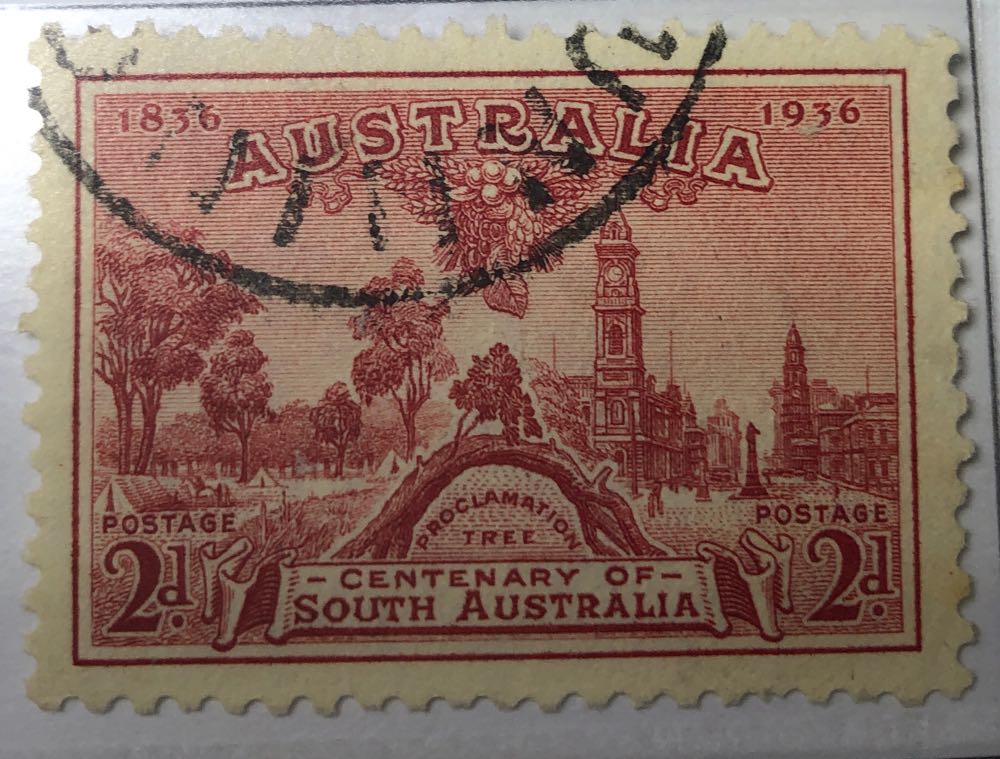 1836 AUSTRALIA 1936
PROCLAMATION
TREE
POSTAGE POSTAGE
2d. 2d.
- CENTENARY OF -
SOUTH AUSTRALIA